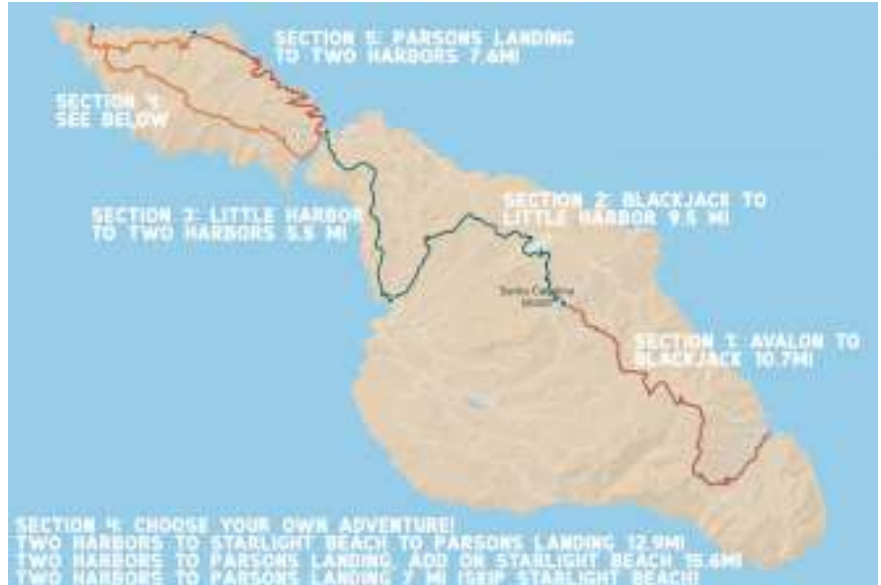 SECTION 5: PARSONS LANDING
TO TWO HARBORS 7.6MI
SECTION 4:
SEE BELOW
SECTION 2: BLACKJACK TO
LITTLE HARBOR 9.5 MI
SECTION 3: LITTLE HARBOR
TO TWO HARBORS 5.5 MI
Santa Catalina
Island
SECTION 1: AVALON TO
BLACKJACK 10.7MI
SECTION 4: CHOOSE YOUR OWN ADVENTURE!
TWO HARBORS TO STARLIGHT BEACH TO PARSONS LANDING 12.9MI
TWO HARBORS TO PARSONS LANDING, ADD ON STARLIGHT BEACH 15.6MI
TWO HARBORS TO PARSONS LANDING 7 MI (SKIP STARLIGHT BEACH)